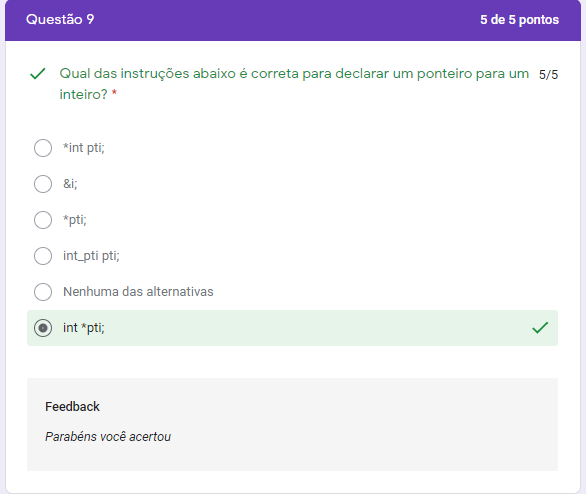 Questão 9 5 de 5 pontos
Qual das instruções abaixo é correta para declarar um ponteiro para um 5/5
inteiro? *
*int pti;
&i;
*pti;
int_pti pti;
Nenhuma das alternativas
int *pti;
Feedback
Parabéns você acertou